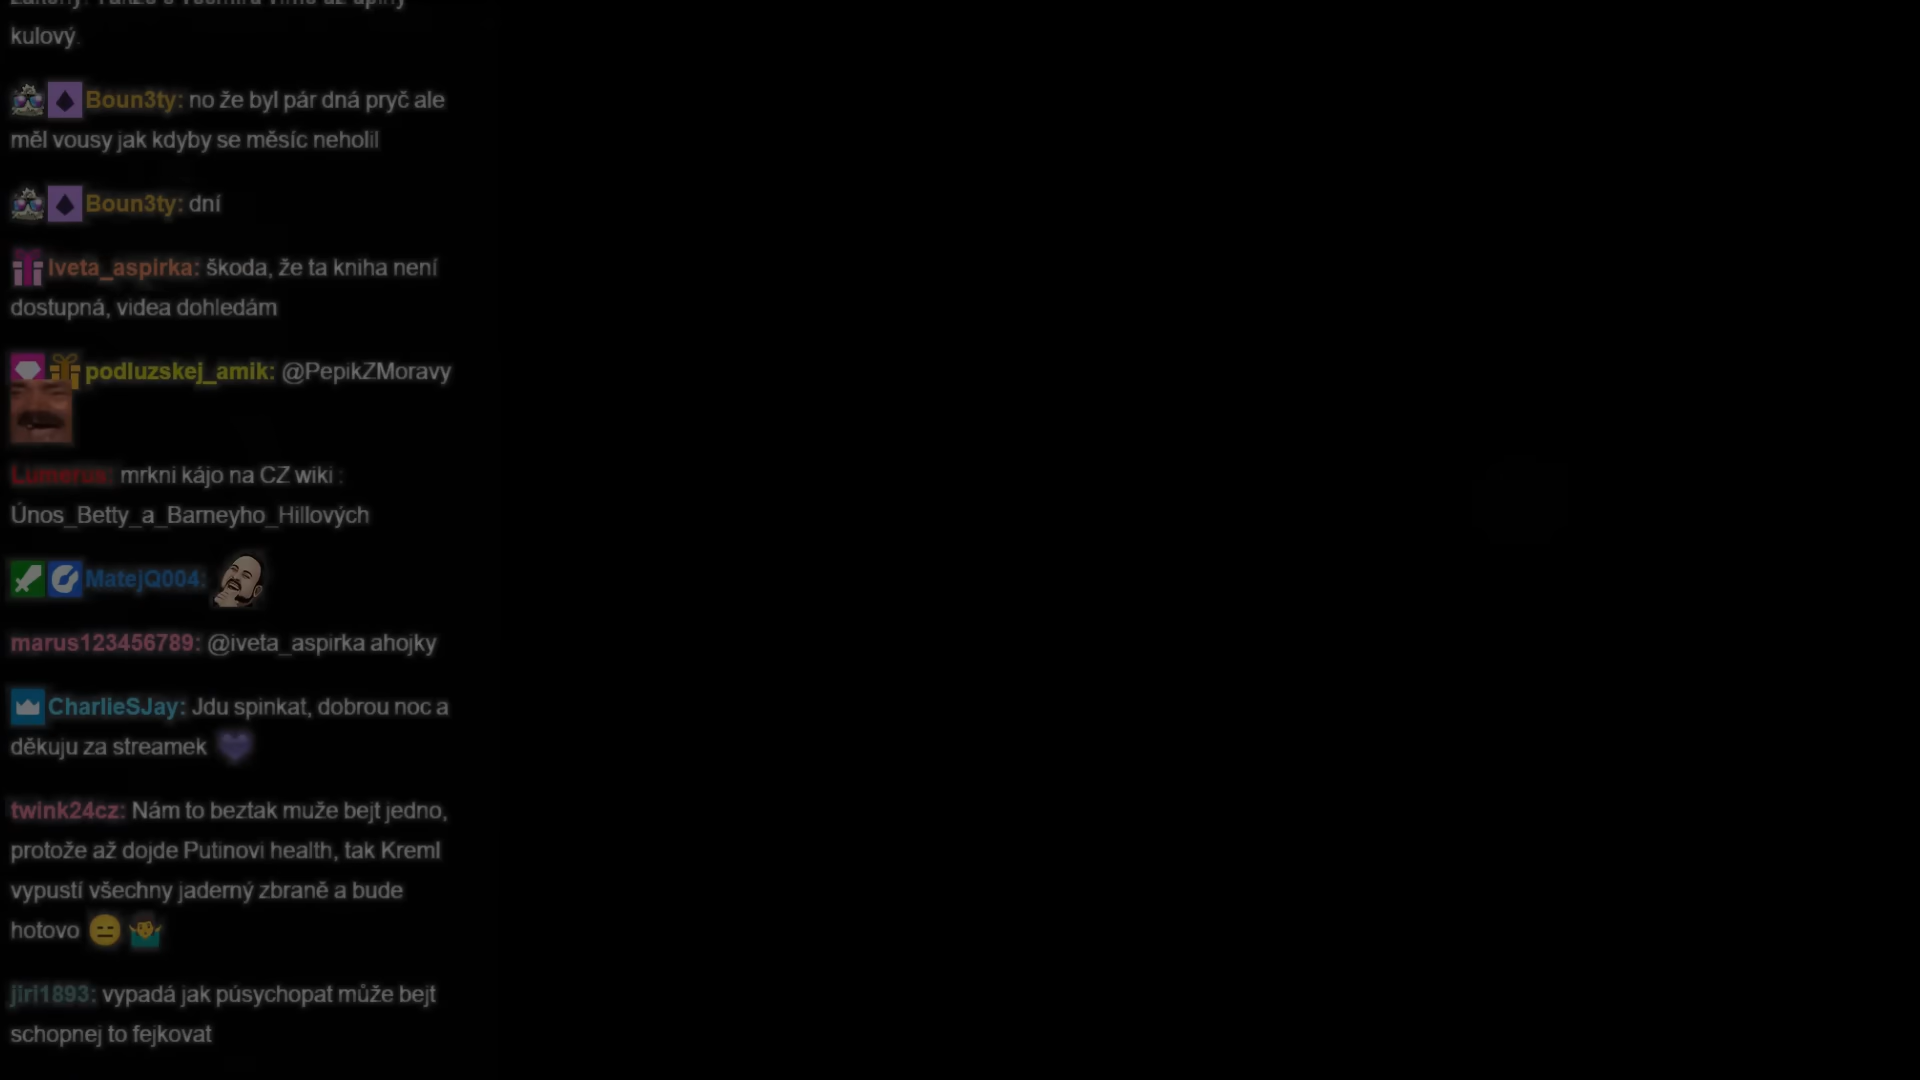 kulový.
Boun3ty: no že byl pár dná pryč ale
měl vousy jak kdyby se měsíc neholil
Boun3ty: dní
Iveta_aspirka: škoda, že ta kniha není
dostupná, videa dohledám
podluzskej_amik: @PepikZMoravy
Lumerus: mrkni kájo na CZ wiki :
Únos_Betty_a_Barneyho_Hillových
MatejQ004:
marus123456789: @iveta_aspirka ahojky
CharlieSJay: Jdu spinkat, dobrou noc a
děkuju za streamek
twink24cz: Nám to beztak muže bejt jedno,
protože až dojde Putinovi health, tak Kreml
vypustí všechny jaderný zbraně a bude
hotovo
jiri1893: vypadá jak púsychopat může bejt
schopnej to fejkovat